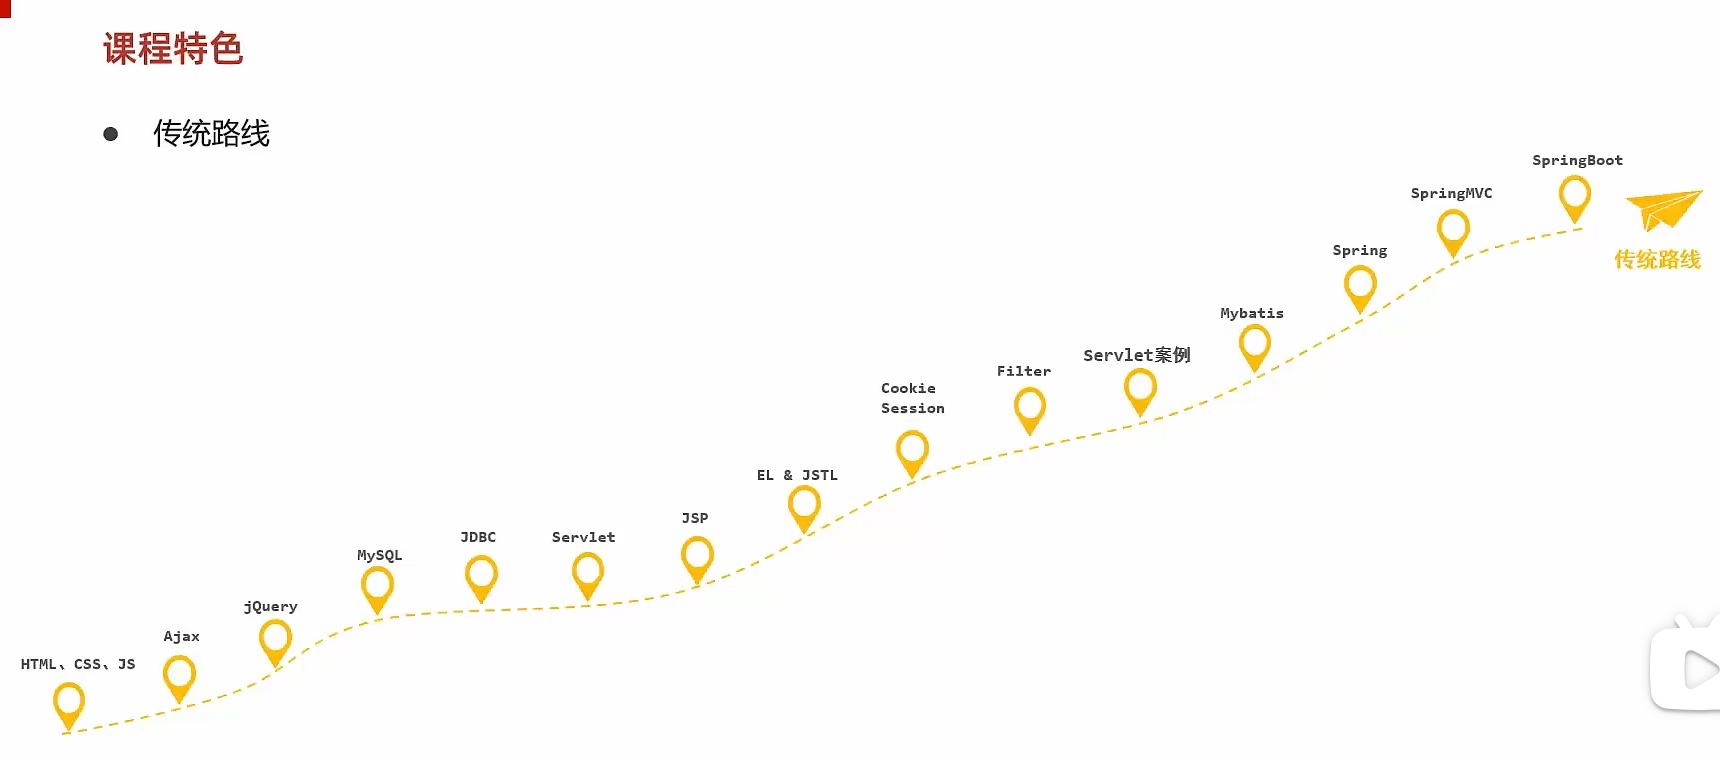 课程特色
传统路线
HTML、CSS、JS
Ajax
jQuery
MySQL
JDBC
Servlet
JSP
EL & JSTL
Cookie
Session
Filter
Servlet案例
Mybatis
Spring
SpringMVC
SpringBoot
传统路线